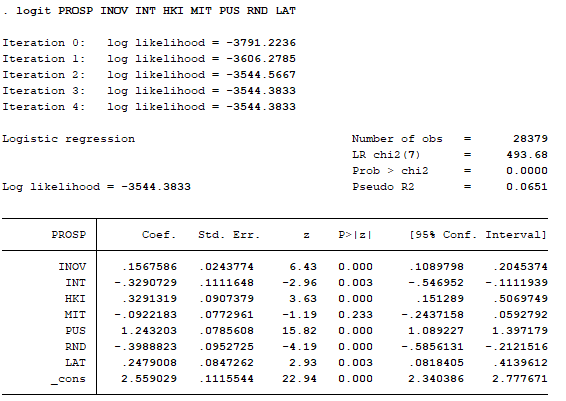 . logit PROSP INOV INT HKI MIT PUS RND LAT
Iteration 0:   log likelihood = -3791.2236
Iteration 1:   log likelihood = -3606.2785
Iteration 2:   log likelihood = -3544.5667
Iteration 3:   log likelihood = -3544.3833
Iteration 4:   log likelihood = -3544.3833
Logistic regression   Number of obs   =   28379
LR chi2(7)   =   493.68
Prob > chi2   =   0.0000
Log likelihood = -3544.3833   Pseudo R2   =   0.0651
PROSP   Coef.   Std. Err.   z   P>|z|   [95% Conf. Interval]
INOV   .1567586   .0243774   6.43   0.000   .1089798   .2045374
INT   -.3290729   .1111648   -2.96   0.003   -.546952   -.1111939
HKI   .3291319   .0907379   3.63   0.000   .151289   .5069749
MIT   -.0922183   .0772961   -1.19   0.233   -.2437158   .0592792
PUS   1.243203   .0785608   15.82   0.000   1.089227   1.397179
RND   -.3988823   .0952725   -4.19   0.000   -.5856131   -.2121516
LAT   .2479008   .0847262   2.93   0.003   .0818405   .4139612
_cons   2.559029   .1115544   22.94   0.000   2.340386   2.777671